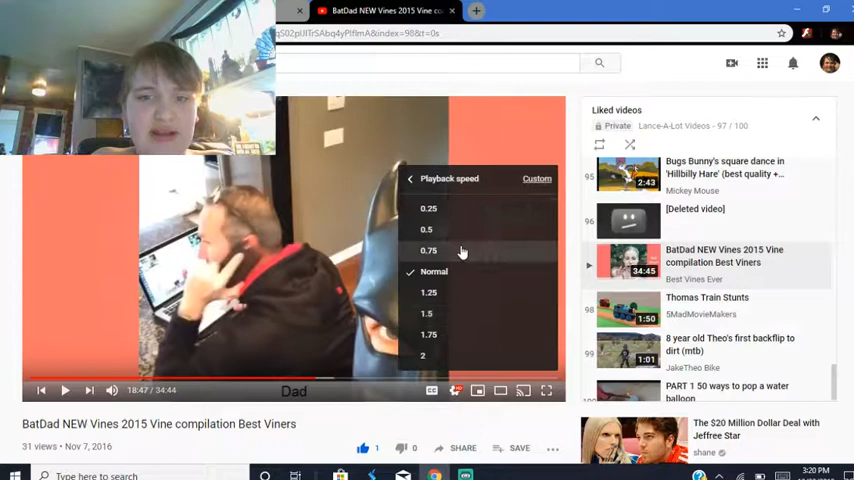 BatDad NEW Vines 2015 Vine co
qS02pUITrSAbq4yPIfImA&index=98&t=0s
Playback speed
Custom
0.25
0.5
0.75
Normal
1.25
1.5
1.75
2
Dad
18:47 / 34:44
BatDad NEW Vines 2015 Vine compilation Best Viners
31 views • Nov 7, 2016
1
0
SHARE
SAVE
Liked videos
Private
Lance-A-Lot Videos - 97 / 100
95
2:43
Bugs Bunny's square dance in
'Hillbilly Hare' (best quality +...
Mickey Mouse
96
[Deleted video]
34:45
BatDad NEW Vines 2015 Vine
compilation Best Viners
Best Vines Ever
98
1:50
Thomas Train Stunts
5MadMovieMakers
99
1:01
8 year old Theo's first backflip to
dirt (mtb)
JakeTheo Bike
PART 1 50 ways to pop a water
balloon
The $20 Million Dollar Deal with
Jeffree Star
shane
Type here to search
3:20 PM